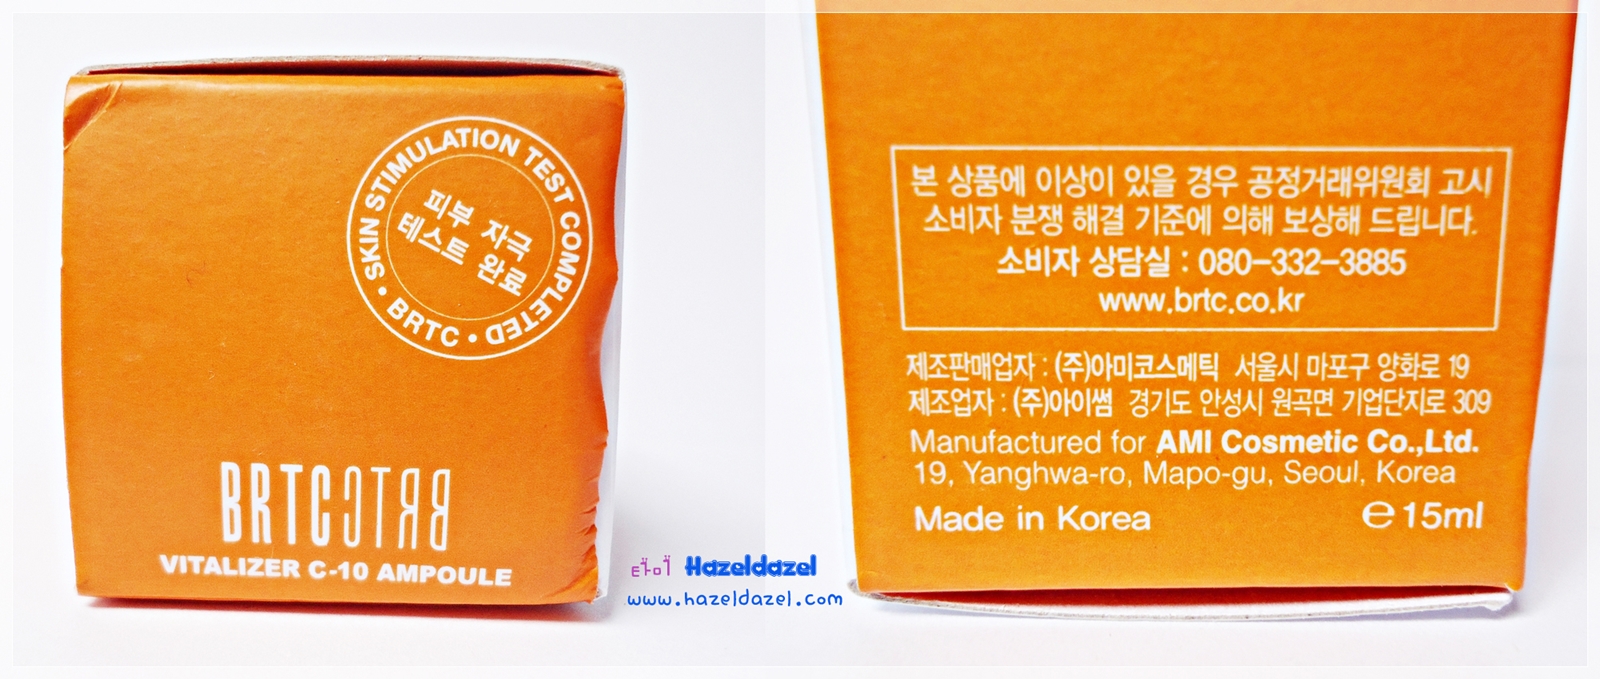 SKIN STIMULATION TEST COMPLETED • BRTC •
피부 자극
테스트 완료
BRTC
VITALIZER C-10 AMPOULE
타미 Hazeldazel
www.hazeldazel.com
본 상품에 이상이 있을 경우 공정거래위원회 고시
소비자 분쟁 해결 기준에 의해 보상해 드립니다.
소비자 상담실 : 080-332-3885
www.brtc.co.kr
제조판매업자 : (주)아미코스메틱 서울시 마포구 양화로 19
제조업자 : (주)아이썸 경기도 안성시 원곡면 기업단지로 309
Manufactured for AMI Cosmetic Co.,Ltd.
19, Yanghwa-ro, Mapo-gu, Seoul, Korea
Made in Korea ℮15ml